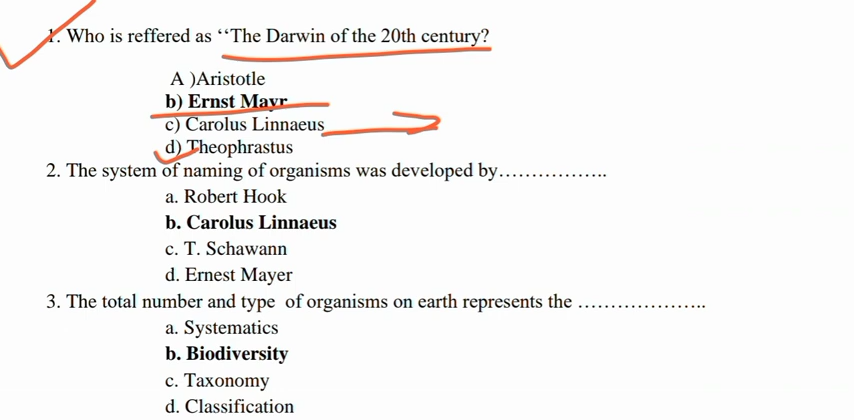 1. Who is reffered as ‘‘The Darwin of the 20th century?
A )Aristotle
b) Ernst Mayr
c) Carolus Linnaeus
d) Theophrastus
2. The system of naming of organisms was developed by……………..
a. Robert Hook
b. Carolus Linnaeus
c. T. Schawann
d. Ernest Mayer
3. The total number and type of organisms on earth represents the ………………..
a. Systematics
b. Biodiversity
c. Taxonomy
d. Classification